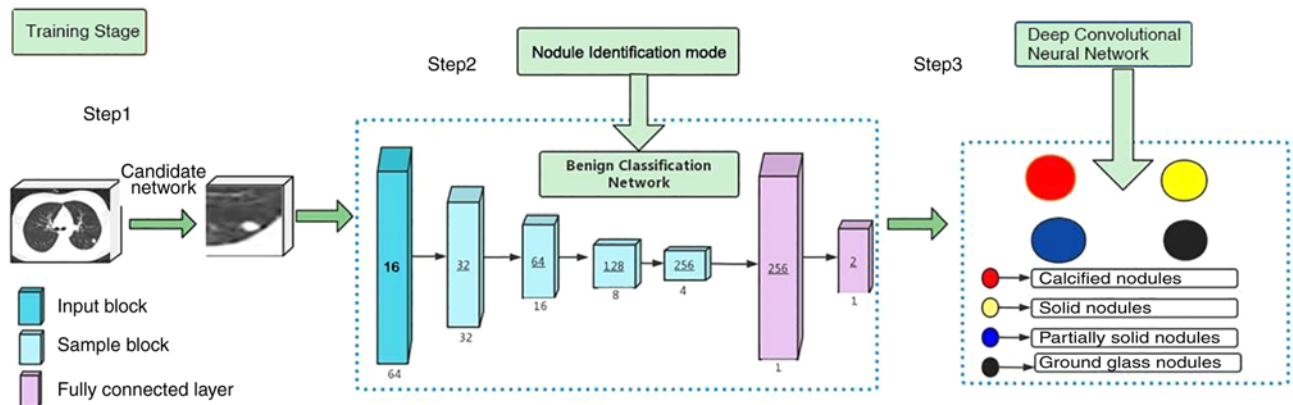 Training Stage
Step1
Candidate
network
Input block
Sample block
Fully connected layer
Step2
Nodule Identification mode
Benign Classification
Network
16
64
32
32
64
16
128
8
256
4
256
1
2
1
Step3
Deep Convolutional
Neural Network
Calcified nodules
Solid nodules
Partially solid nodules
Ground glass nodules